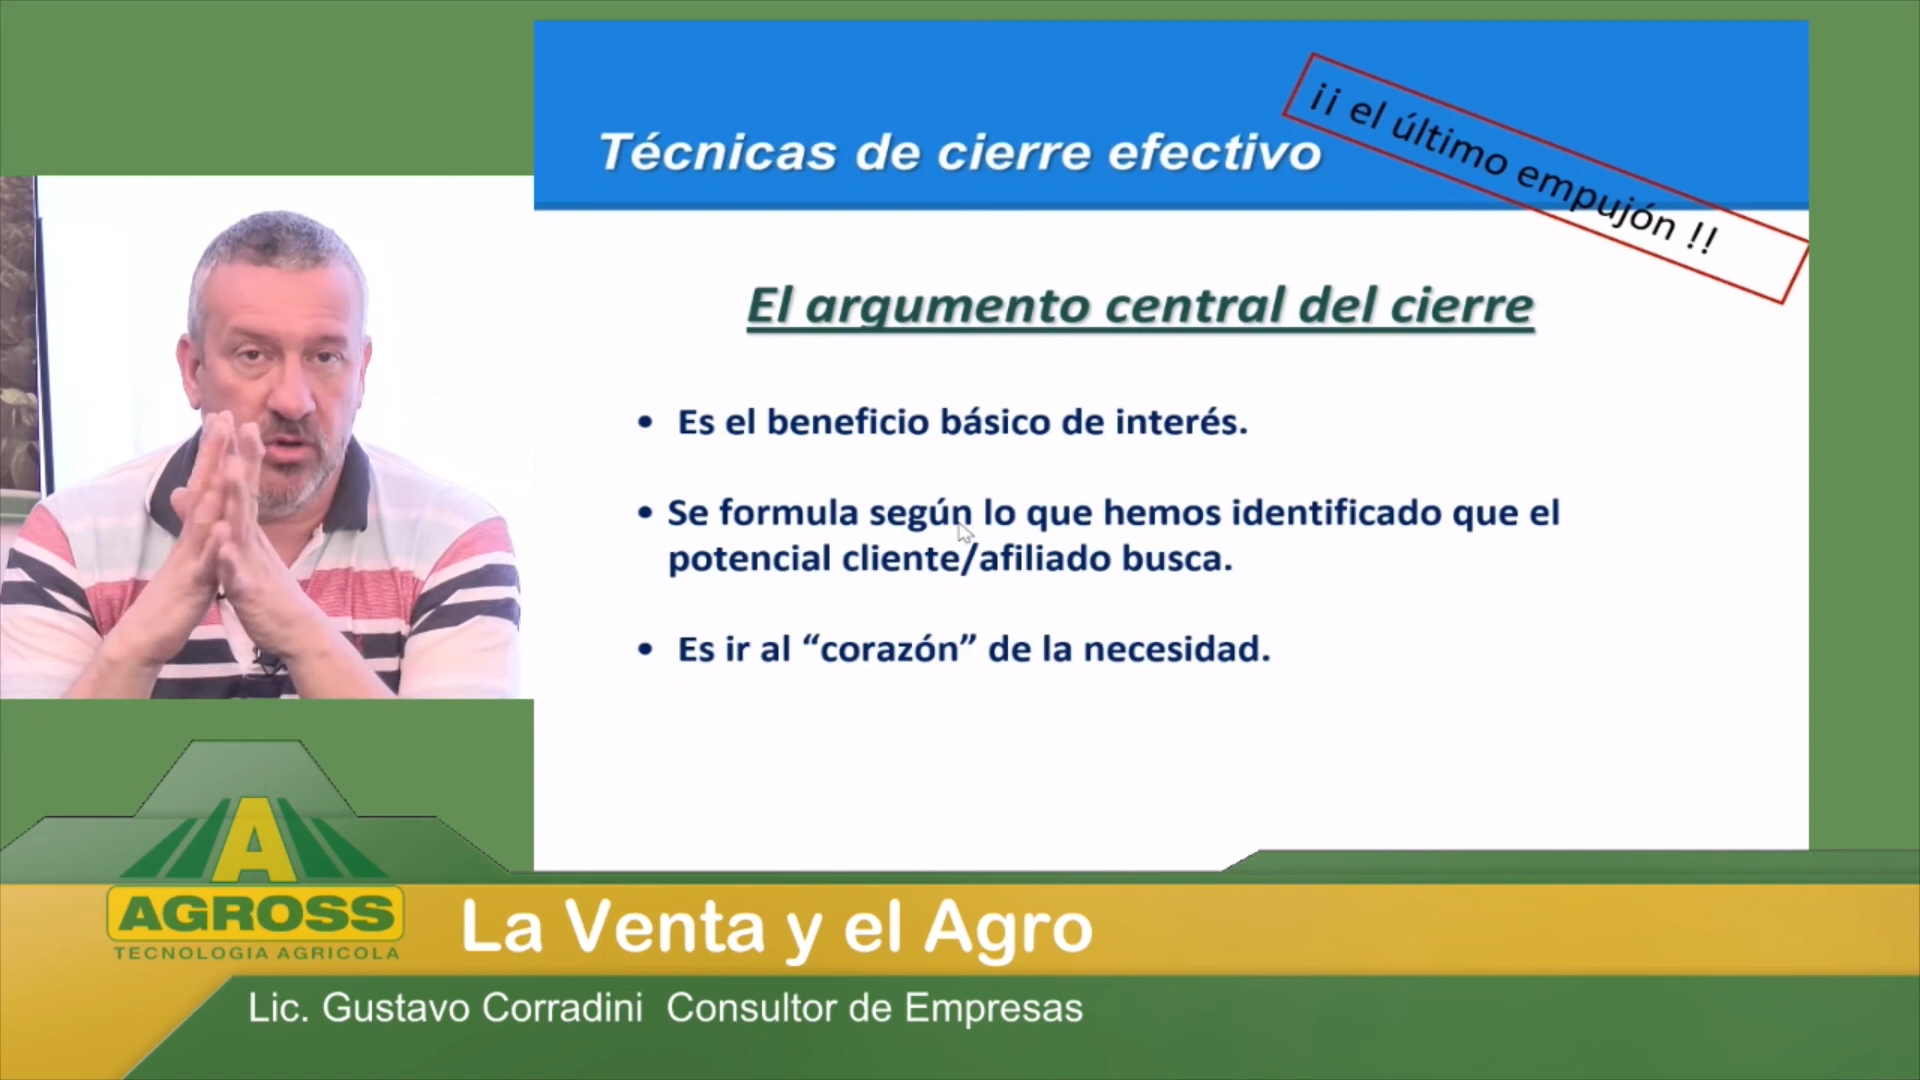 Técnicas de cierre efectivo
¡¡ el último empujón !!
El argumento central del cierre
• Es el beneficio básico de interés.
• Se formula según lo que hemos identificado que el
potencial cliente/afiliado busca.
• Es ir al “corazón” de la necesidad.
A
AGROSS
TECNOLOGIA AGRICOLA
La Venta y el Agro
Lic. Gustavo Corradini Consultor de Empresas